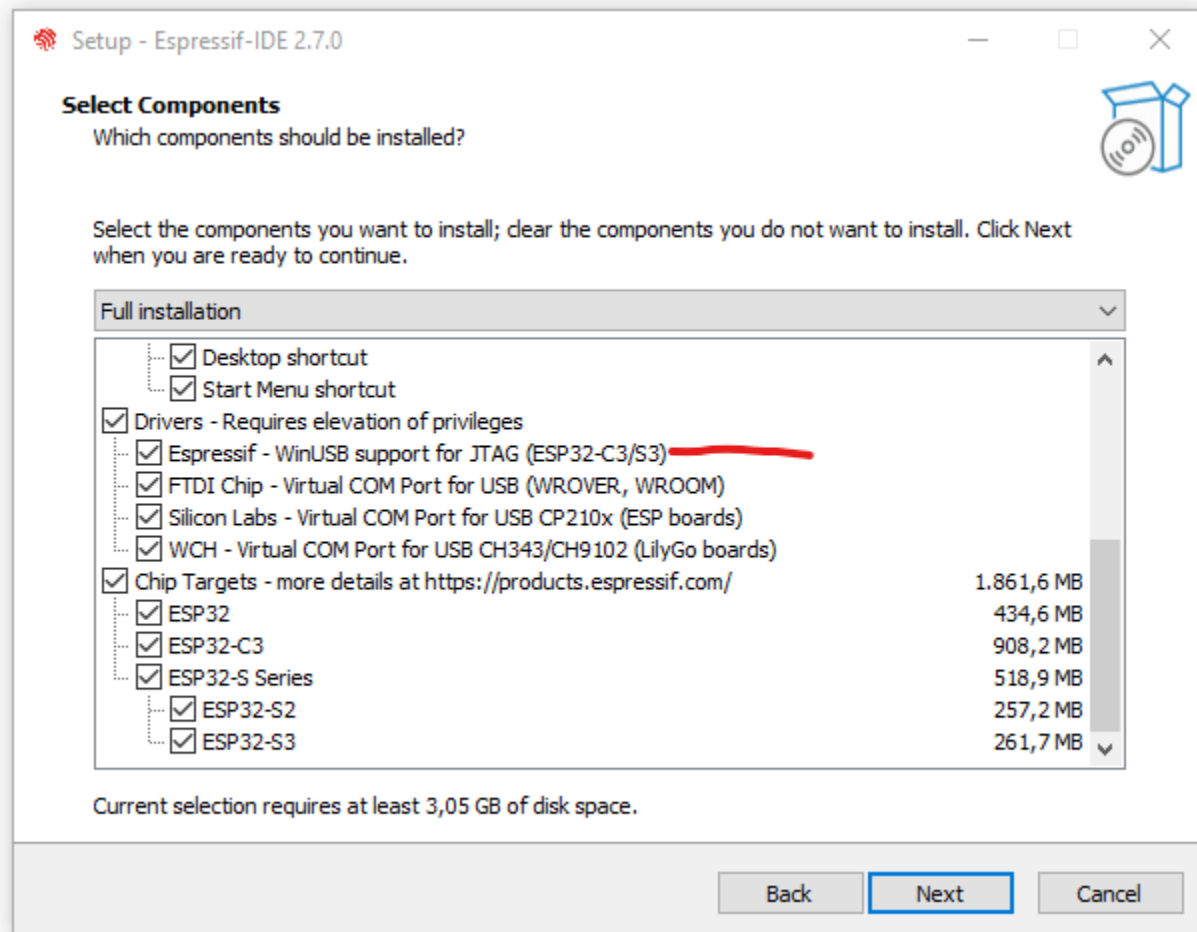 Setup - Espressif-IDE 2.7.0
Select Components
Which components should be installed?
Select the components you want to install; clear the components you do not want to install. Click Next
when you are ready to continue.
Full installation
Desktop shortcut
Start Menu shortcut
Drivers - Requires elevation of privileges
Espressif - WinUSB support for JTAG (ESP32-C3/S3)
FTDI Chip - Virtual COM Port for USB (WROVER, WROOM)
Silicon Labs - Virtual COM Port for USB CP210x (ESP boards)
WCH - Virtual COM Port for USB CH343/CH9102 (LilyGo boards)
Chip Targets - more details at https://products.espressif.com/ 1.861,6 MB
ESP32 434,6 MB
ESP32-C3 908,2 MB
ESP32-S Series 518,9 MB
ESP32-S2 257,2 MB
ESP32-S3 261,7 MB
Current selection requires at least 3,05 GB of disk space.
Back Next Cancel